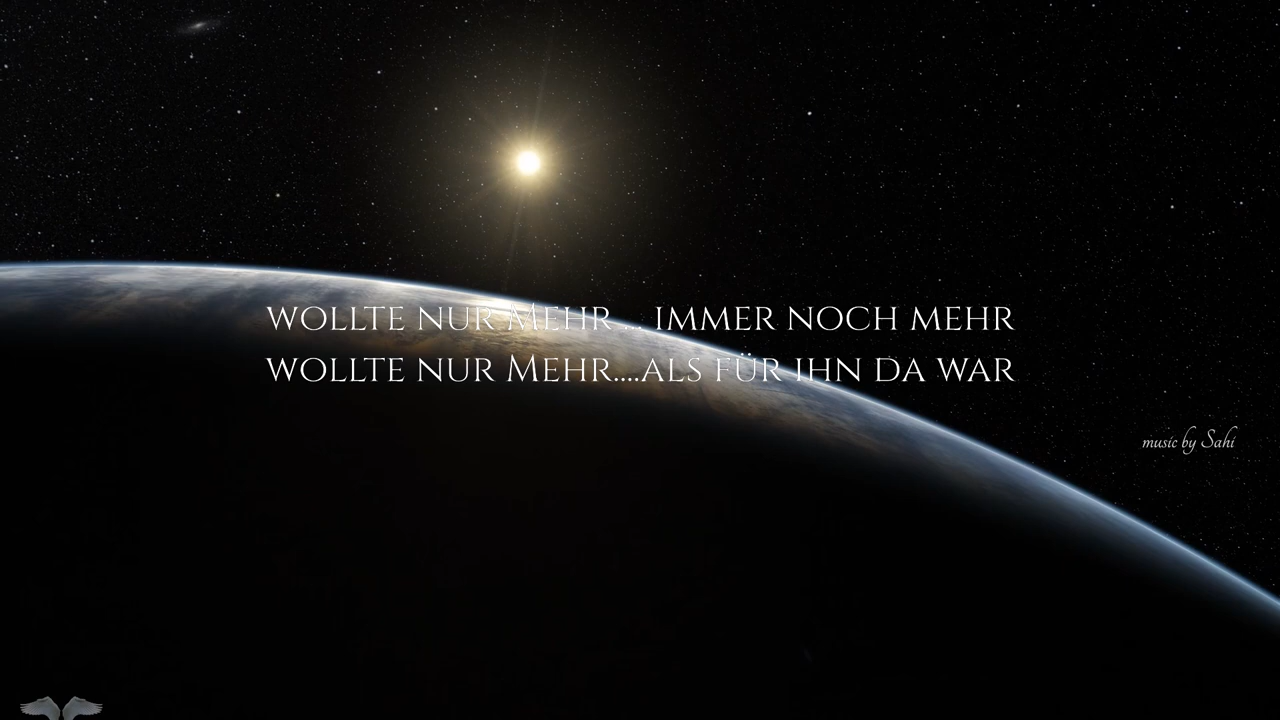 wollte nur Mehr ... immer noch mehr
wollte nur Mehr....als für ihn da war
music by Sahi